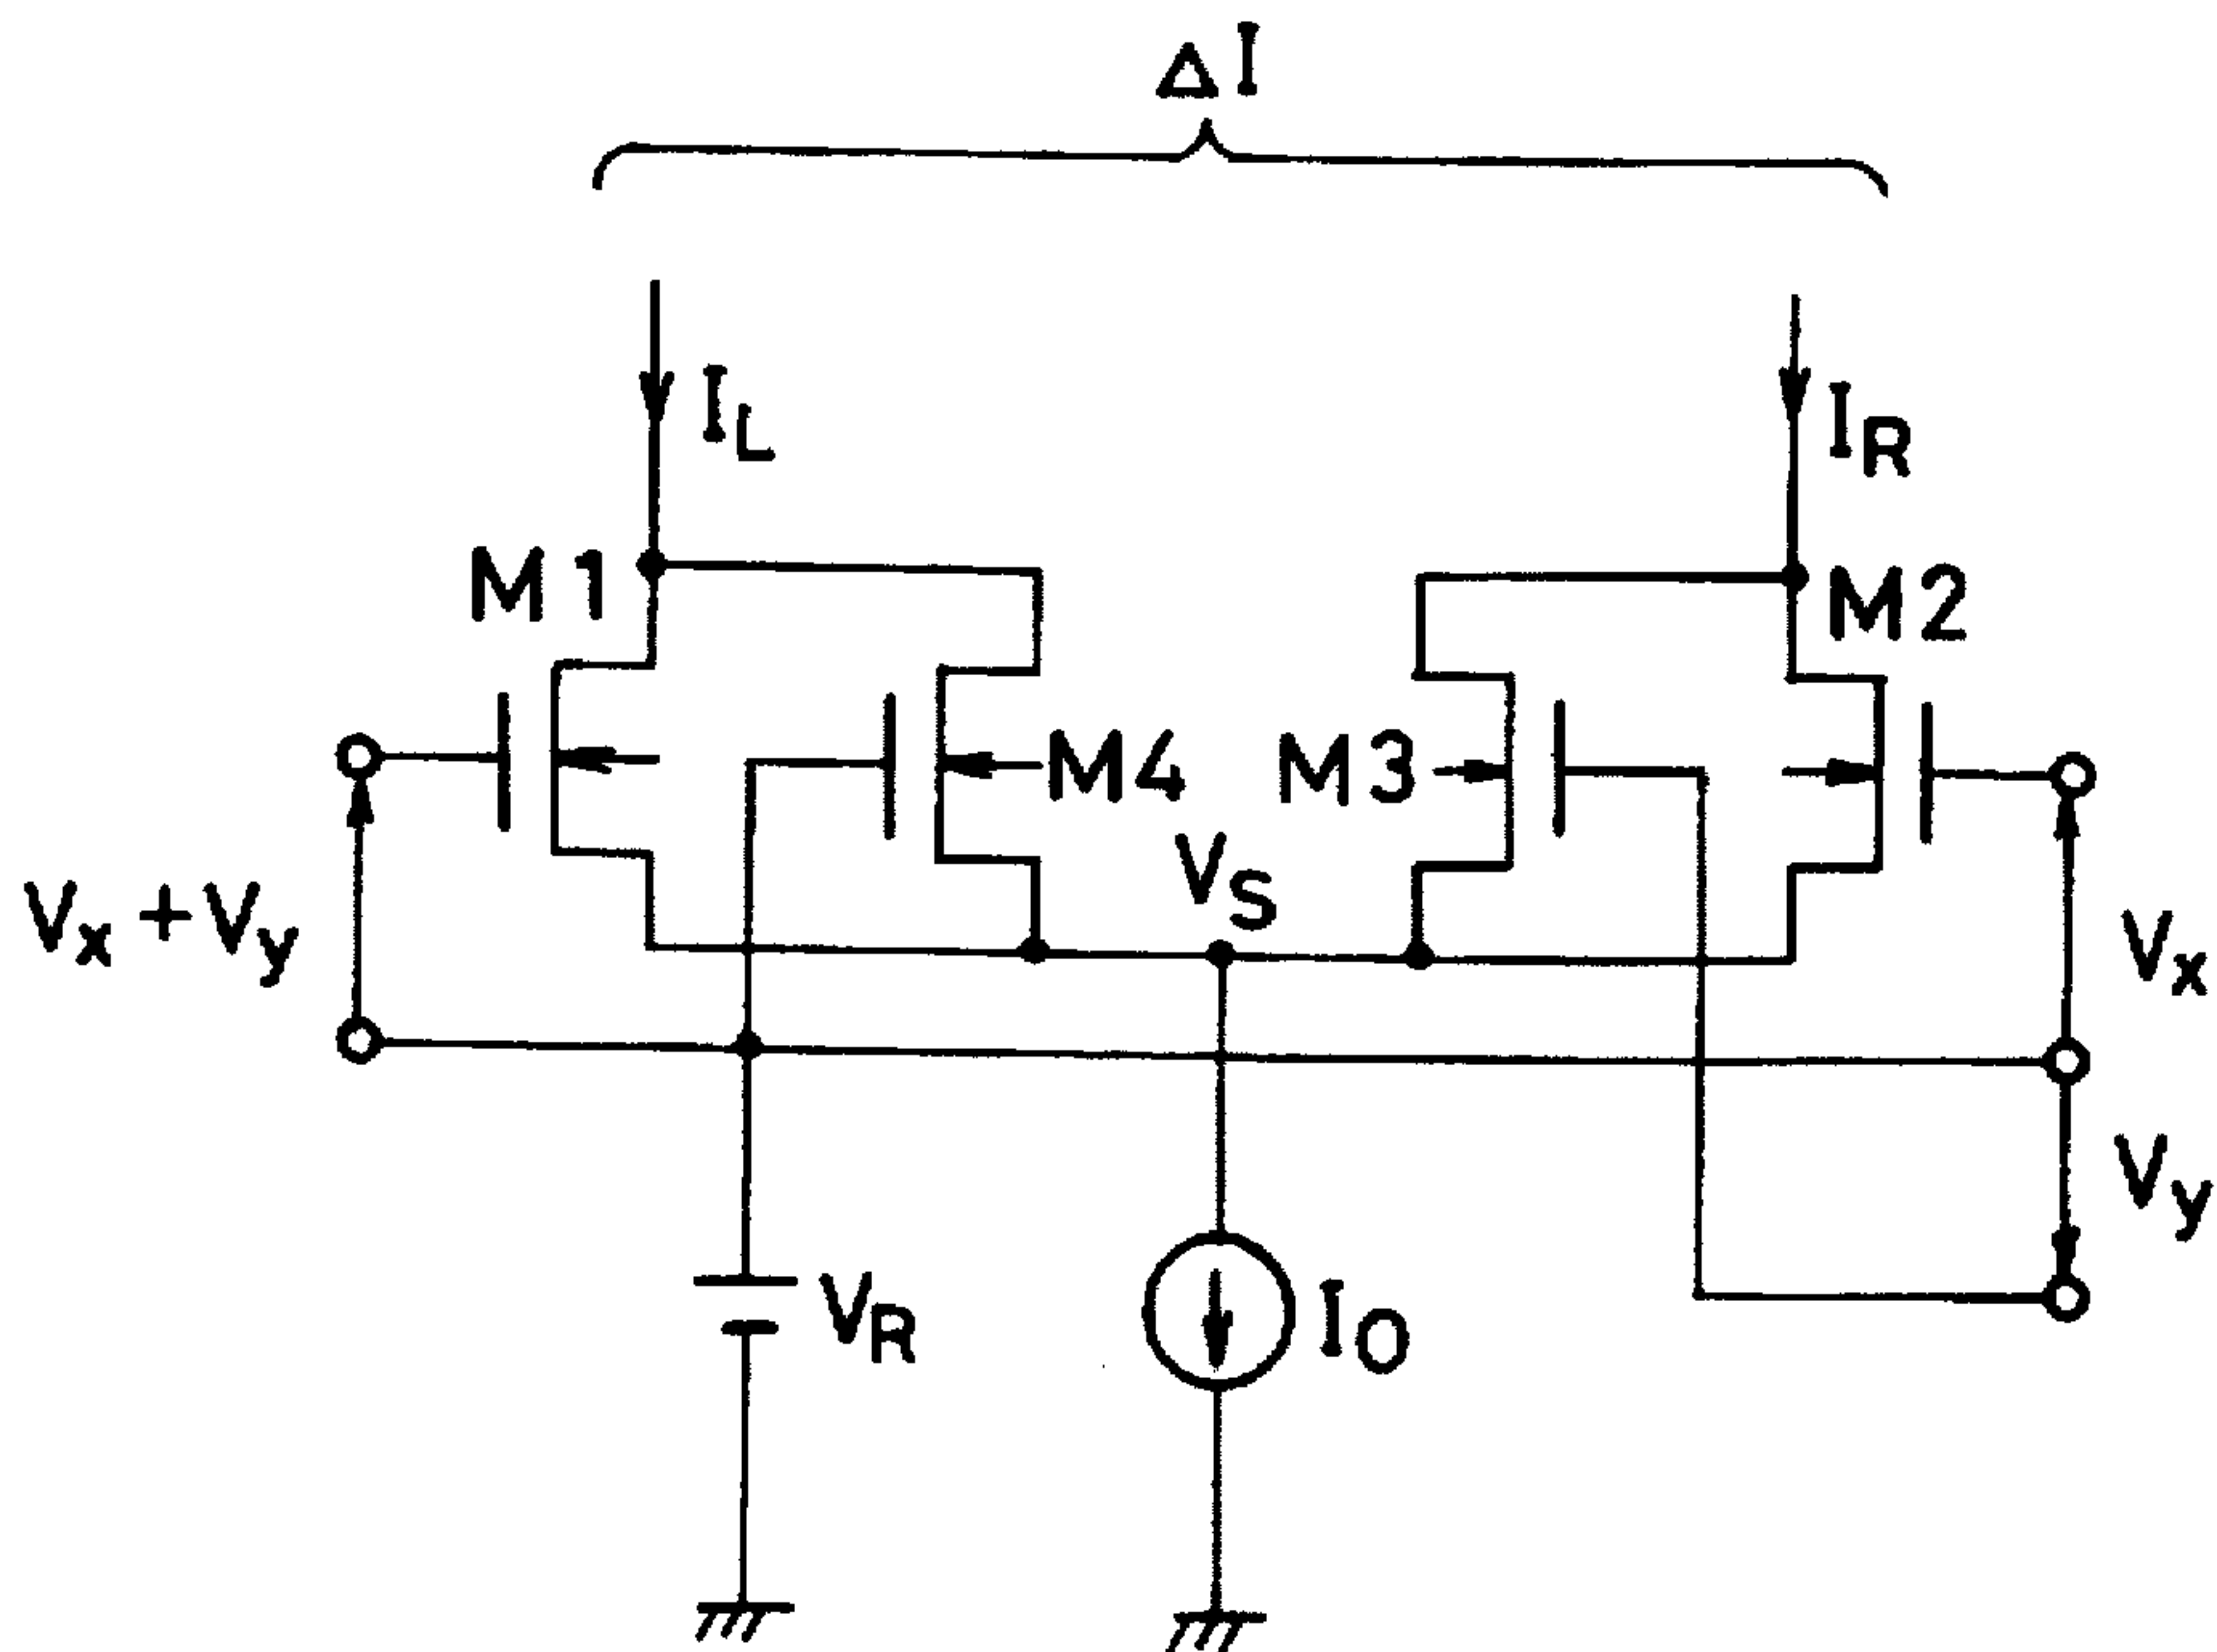 ΔI
I_L
I_R
M1
M2
M4
M3
V_S
V_x + V_y
V_x
V_y
V_R
I_O